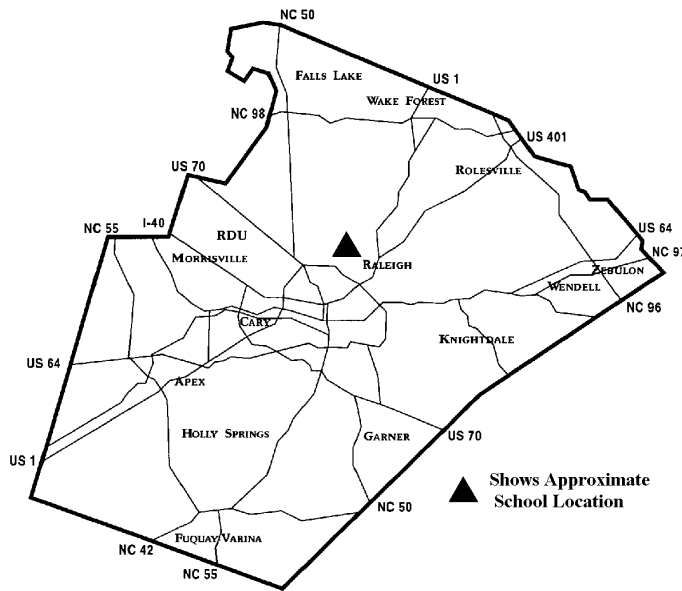 NC 50
FALLS LAKE
US 1
WAKE FOREST
NC 98
US 401
US 70
ROLESVILLE
I-40
NC 55
RDU
US 64
MORRISVILLE
RALEIGH
NC 97
ZEBULON
WENDELL
NC 96
CARY
KNIGHTDALE
US 64
APEX
HOLLY SPRINGS
GARNER
US 70
US 1
Shows Approximate
School Location
NC 50
FUQUAY VARINA
NC 42
NC 55